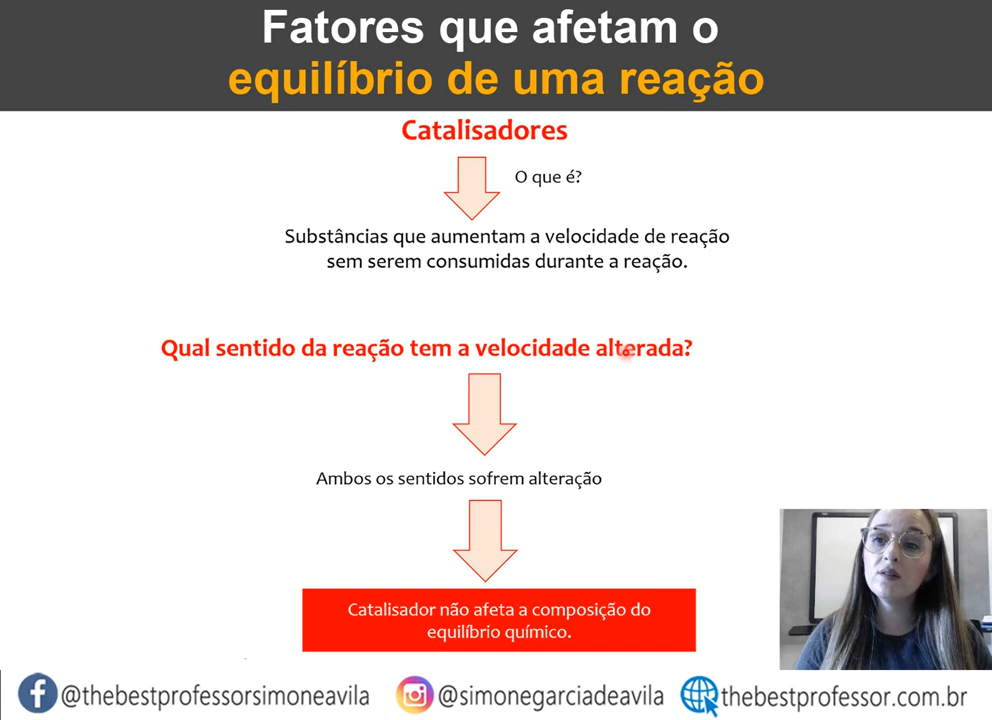 Fatores que afetam o
equilíbrio de uma reação
Catalisadores
O que é?
Substâncias que aumentam a velocidade de reação
sem serem consumidas durante a reação.
Qual sentido da reação tem a velocidade alterada?
Ambos os sentidos sofrem alteração
Catalisador não afeta a composição do
equilíbrio químico.
@thebestprofessorsimoneavila @simonegarciadeavila thebestprofessor.com.br